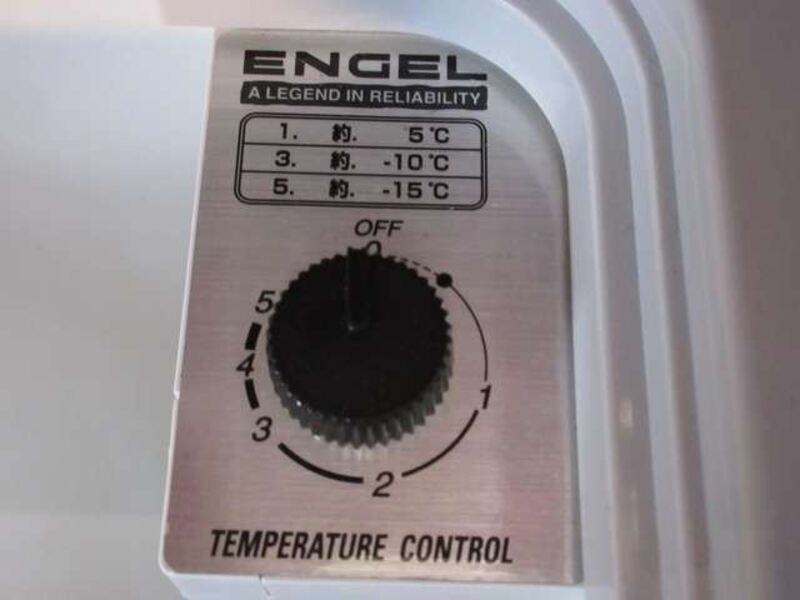 ENGEL
A LEGEND IN RELIABILITY
1. 約. 5℃
3. 約. -10℃
5. 約. -15℃
OFF
0
5
4
1
3
2
TEMPERATURE CONTROL